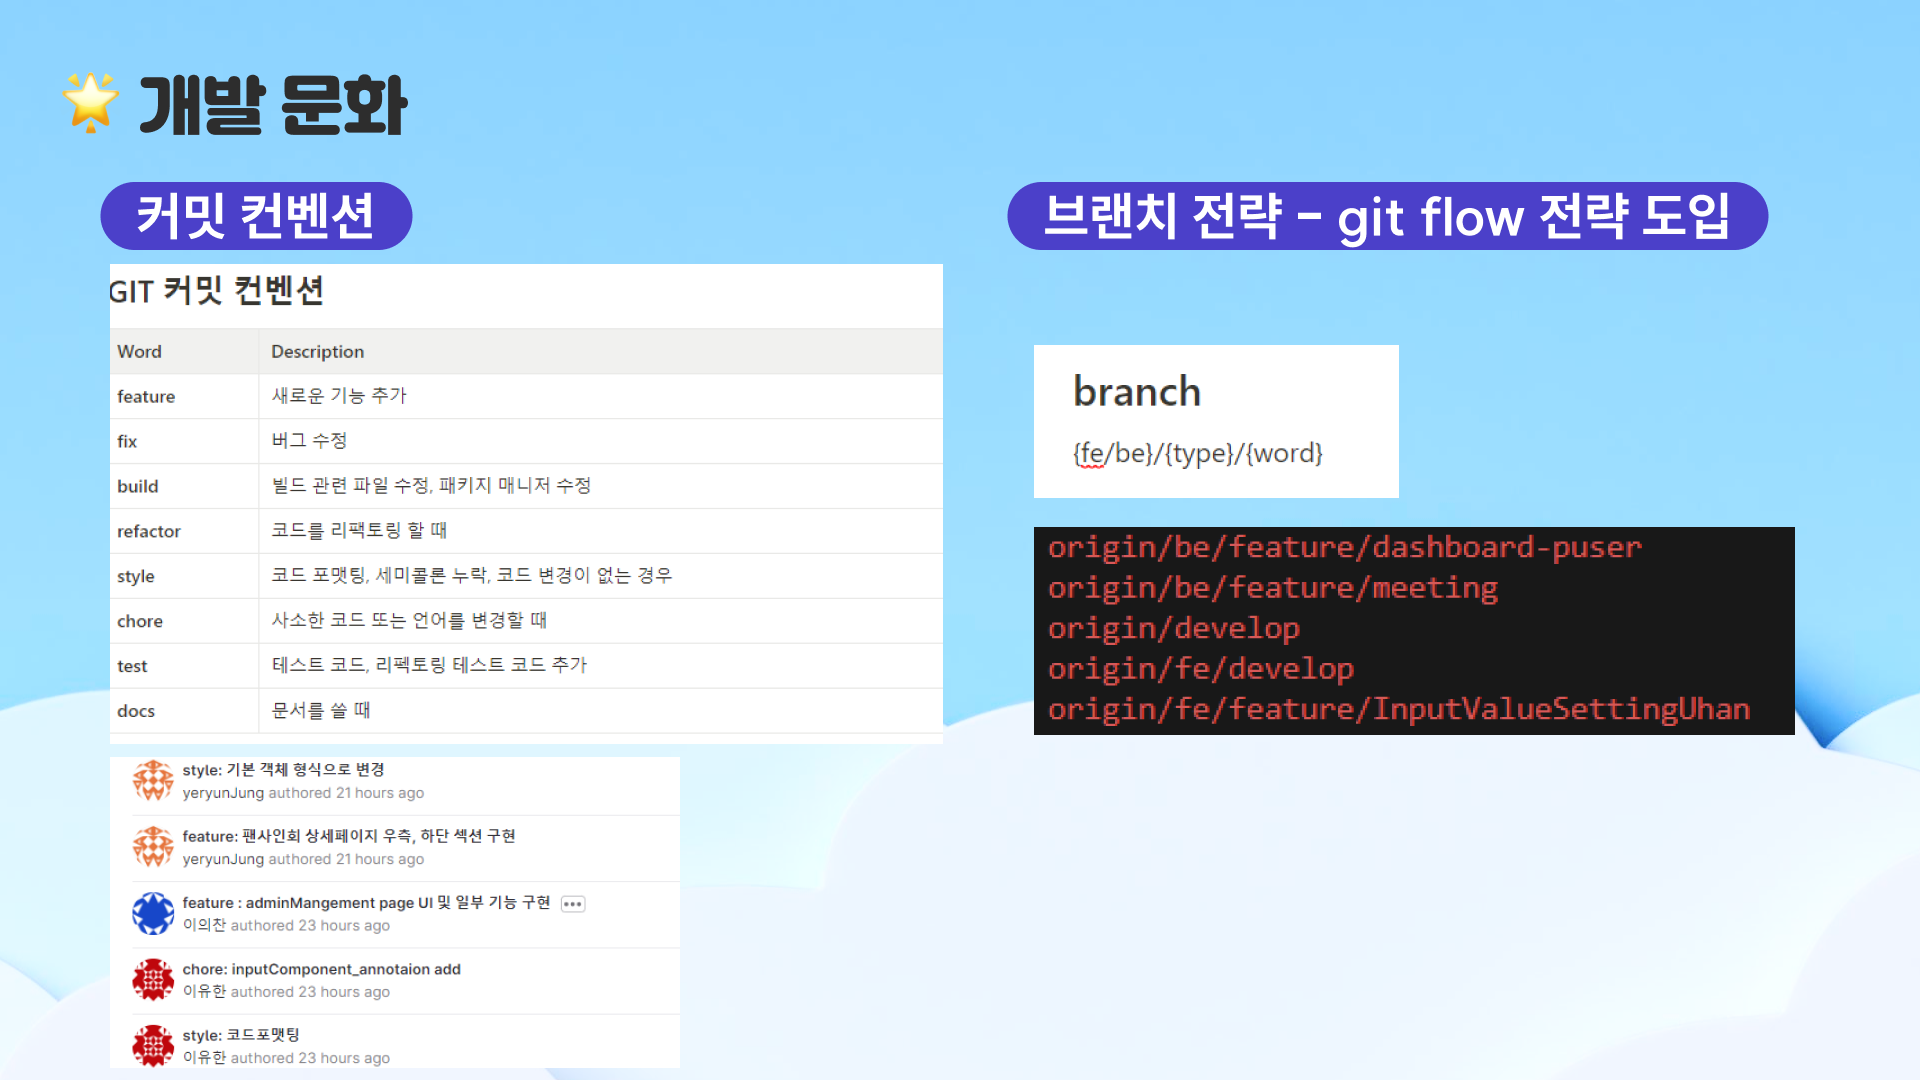 개발 문화
커밋 컨벤션
GIT 커밋 컨벤션
Word Description
feature 새로운 기능 추가
fix 버그 수정
build 빌드 관련 파일 수정, 패키지 매니저 수정
refactor 코드를 리팩토링 할 때
style 코드 포맷팅, 세미콜론 누락, 코드 변경이 없는 경우
chore 사소한 코드 또는 언어를 변경할 때
test 테스트 코드, 리펙토링 테스트 코드 추가
docs 문서를 쓸 때
style: 기본 객체 형식으로 변경
yeryunJung authored 21 hours ago
feature: 팬사인회 상세페이지 우측, 하단 섹션 구현
yeryunJung authored 21 hours ago
feature : adminMangement page UI 및 일부 기능 구현
이의찬 authored 23 hours ago
chore: inputComponent_annotaion add
이유한 authored 23 hours ago
style: 코드포맷팅
이유한 authored 23 hours ago
브랜치 전략 - git flow 전략 도입
branch
{fe/be}/{type}/{word}
origin/be/feature/dashboard-puser
origin/be/feature/meeting
origin/develop
origin/fe/develop
origin/fe/feature/InputValueSettingUhan